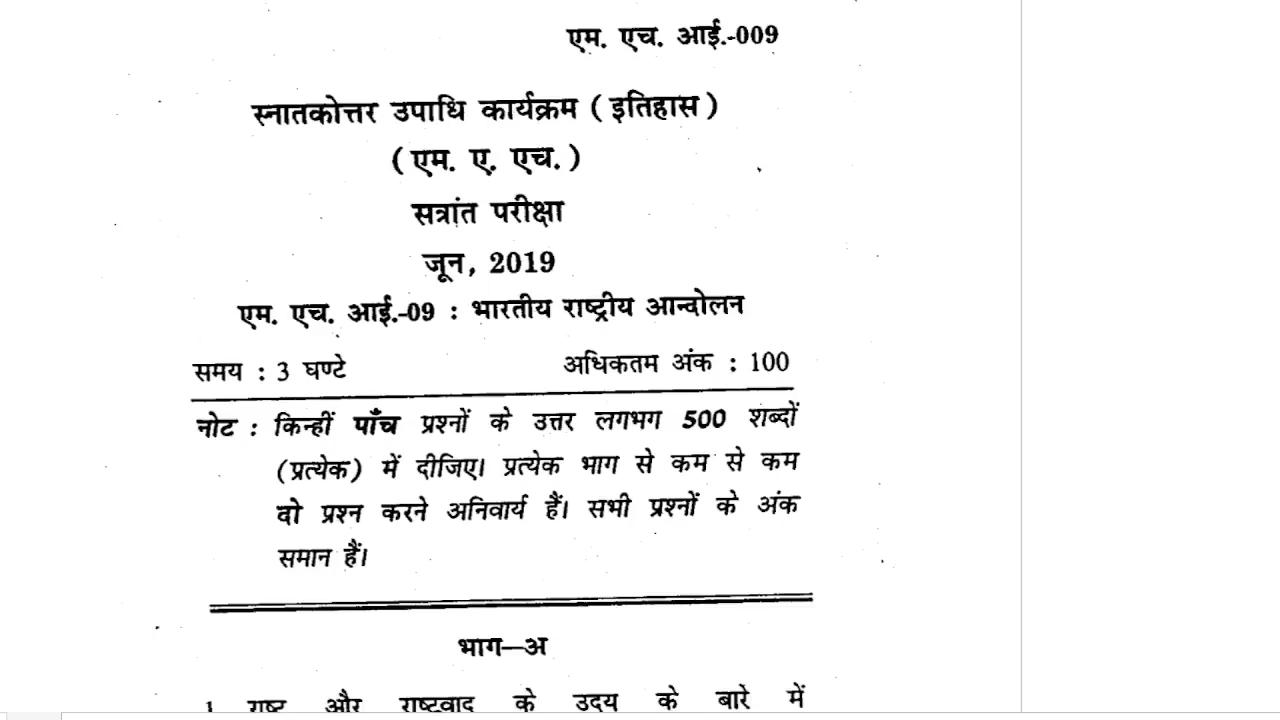 एम. एच. आई.-009
स्नातकोत्तर उपाधि कार्यक्रम (इतिहास)
(एम. ए. एच.)
सत्रांत परीक्षा
जून, 2019
एम. एच. आई.-09 : भारतीय राष्ट्रीय आन्दोलन
समय : 3 घण्टे अधिकतम अंक : 100
नोट : किन्हीं पाँच प्रश्नों के उत्तर लगभग 500 शब्दों
(प्रत्येक) में दीजिए। प्रत्येक भाग से कम से कम
दो प्रश्न करने अनिवार्य हैं। सभी प्रश्नों के अंक
समान हैं।
भाग—अ
1 राष्ट्र और राष्ट्रवाद के उदय के बारे में